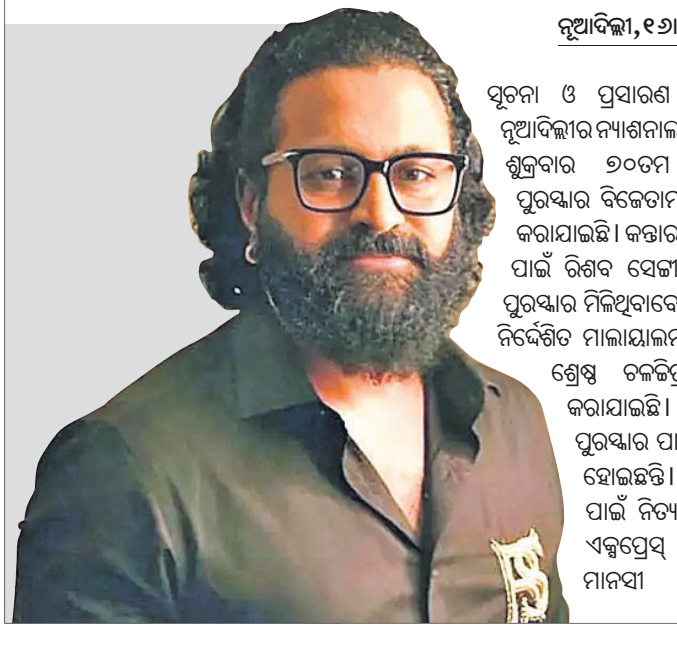 ନୂଆଦିଲ୍ଲୀ,୧୬।
ସୂଚନା ଓ ପ୍ରସାରଣ
ନୂଆଦିଲ୍ଲୀର ନ୍ୟାଶନାଲ
ଶୁକ୍ରବାର ୭୦ତମ
ପୁରସ୍କାର ବିଜେତାମ
କରାଯାଇଛି। କନ୍ତାର
ପାଇଁ ରିଶବ ସେଟ୍ଟୀ
ପୁରସ୍କାର ମିଳିଥିବାବେ
ନିର୍ଦ୍ଦେଶିତ ମାଲାୟାଲମ
ଶ୍ରେଷ୍ଠ ଚଳଚ୍ଚିତ୍ର
କରାଯାଇଛି।
ପୁରସ୍କାର ପା
ହୋଇଛନ୍ତି।
ପାଇଁ ନିତ୍ୟ
ଏକ୍ସପ୍ରେସ୍
ମାନସୀ